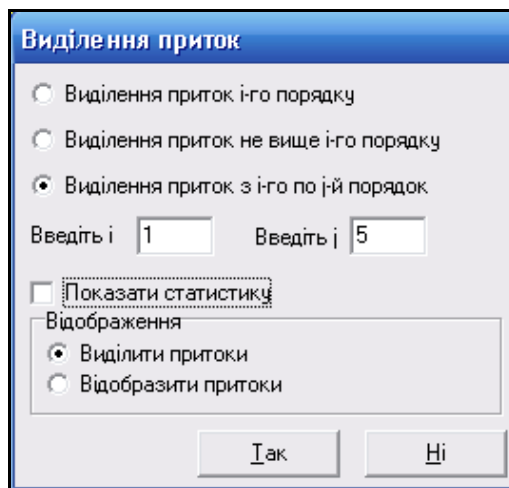 Виділення приток
Виділення приток і-го порядку
Виділення приток не вище і-го порядку
Виділення приток з і-го по j-й порядок
Введіть і 1 Введіть j 5
Показати статистику
Відображення
Виділити притоки
Відобразити притоки
Так Ні